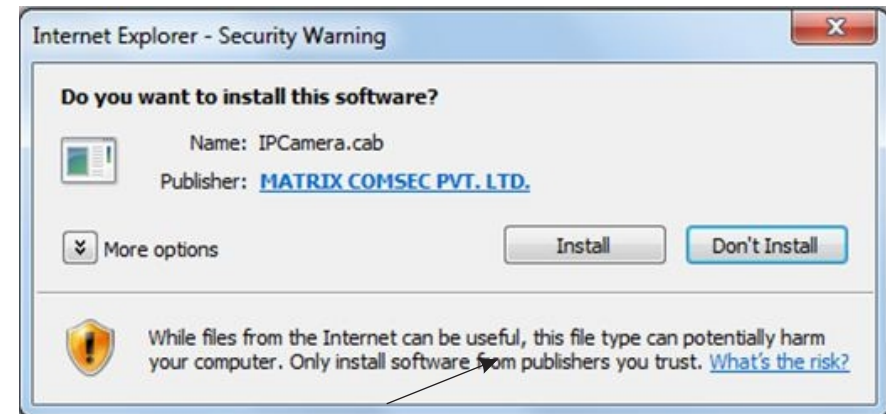 Internet Explorer - Security Warning
Do you want to install this software?
Name: IPCamera.cab
Publisher: MATRIX COMSEC PVT. LTD.
More options
Install
Don't Install
While files from the Internet can be useful, this file type can potentially harm
your computer. Only install software from publishers you trust. What's the risk?